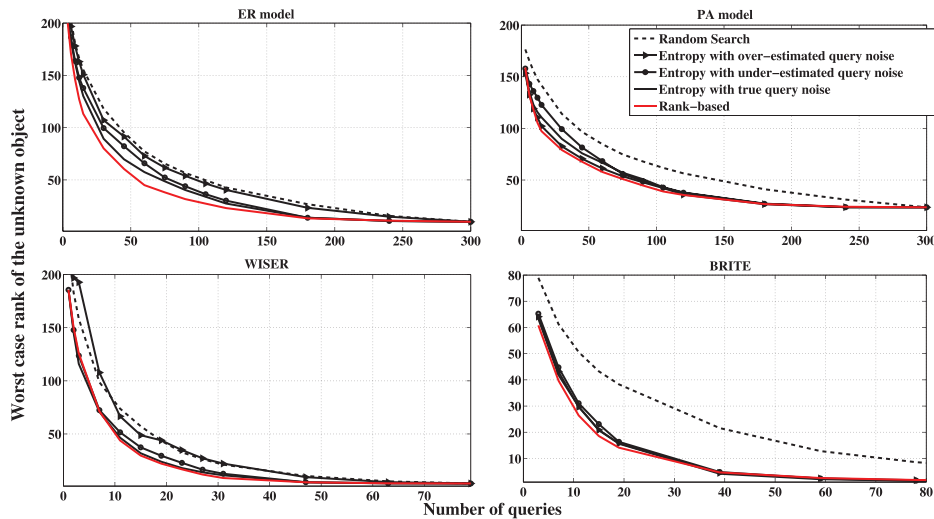 ER model
200
150
100
50
0 50 100 150 200 250 300
PA model
200
150
100
50
0 50 100 150 200 250 300
Random Search
Entropy with over−estimated query noise
Entropy with under−estimated query noise
Entropy with true query noise
Rank−based
WISER
200
150
100
50
0 10 20 30 40 50 60 70
BRITE
80
70
60
50
40
30
20
10
0 10 20 30 40 50 60 70 80
Worst case rank of the unknown object
Number of queries